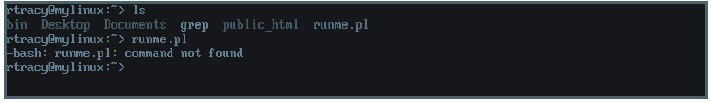 rtracy@mylinux:~> ls
bin Desktop Documents grep public_html runme.pl
rtracy@mylinux:~> runme.pl
-bash: runme.pl: command not found
rtracy@mylinux:~>